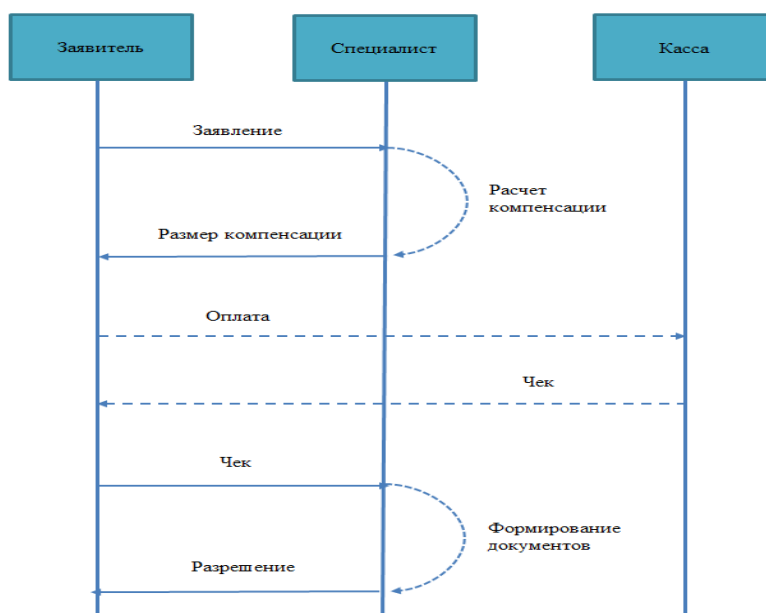 Заявитель
Специалист
Касса
Заявление
Расчет
компенсации
Размер компенсации
Оплата
Чек
Чек
Формирование
документов
Разрешение